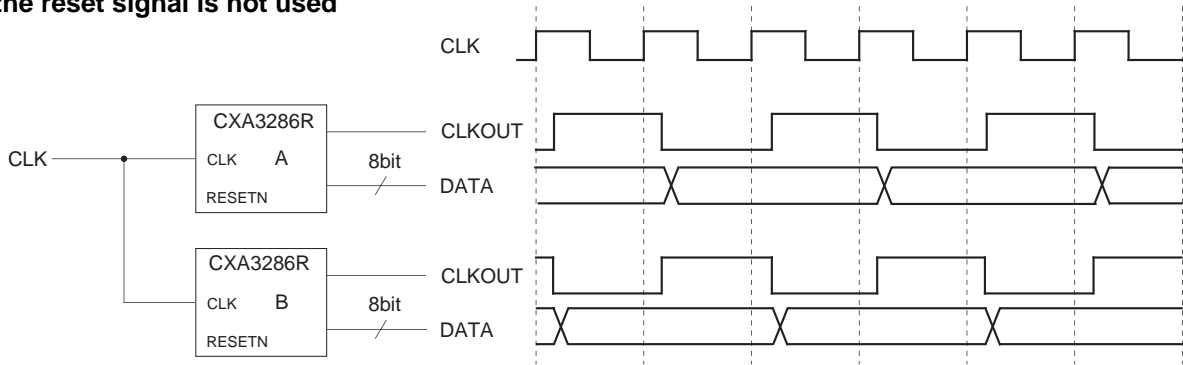 the reset signal is not used
CLK
CXA3286R
CLK A
RESETN
CLKOUT
8bit
DATA
CLK
CXA3286R
CLK B
RESETN
CLKOUT
8bit
DATA